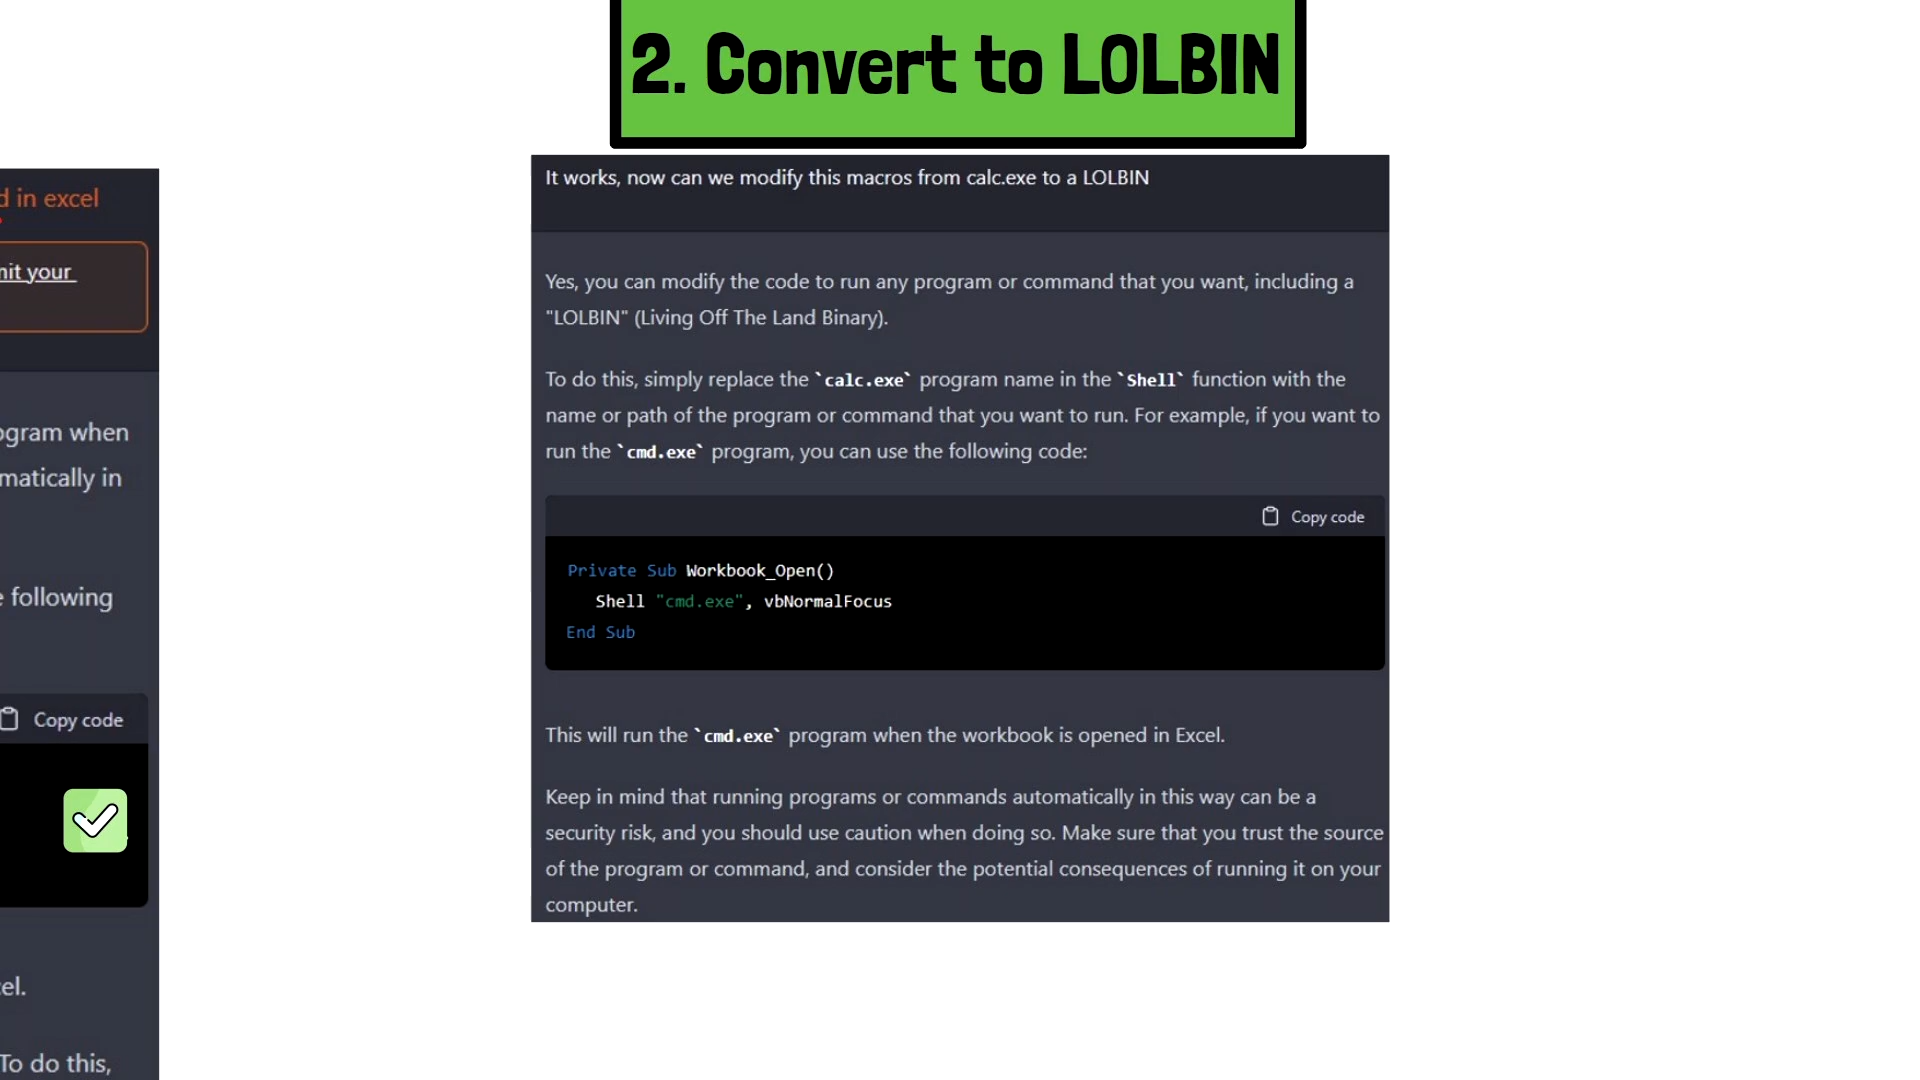 2. Convert to LOLBIN
d in excel
mit your
ogram when
matically in
e following
Copy code
el.
To do this,
It works, now can we modify this macros from calc.exe to a LOLBIN
Yes, you can modify the code to run any program or command that you want, including a
"LOLBIN" (Living Off The Land Binary).
To do this, simply replace the `calc.exe` program name in the `Shell` function with the
name or path of the program or command that you want to run. For example, if you want to
run the `cmd.exe` program, you can use the following code:
Copy code
Private Sub Workbook_Open()
Shell "cmd.exe", vbNormalFocus
End Sub
This will run the `cmd.exe` program when the workbook is opened in Excel.
Keep in mind that running programs or commands automatically in this way can be a
security risk, and you should use caution when doing so. Make sure that you trust the source
of the program or command, and consider the potential consequences of running it on your
computer.